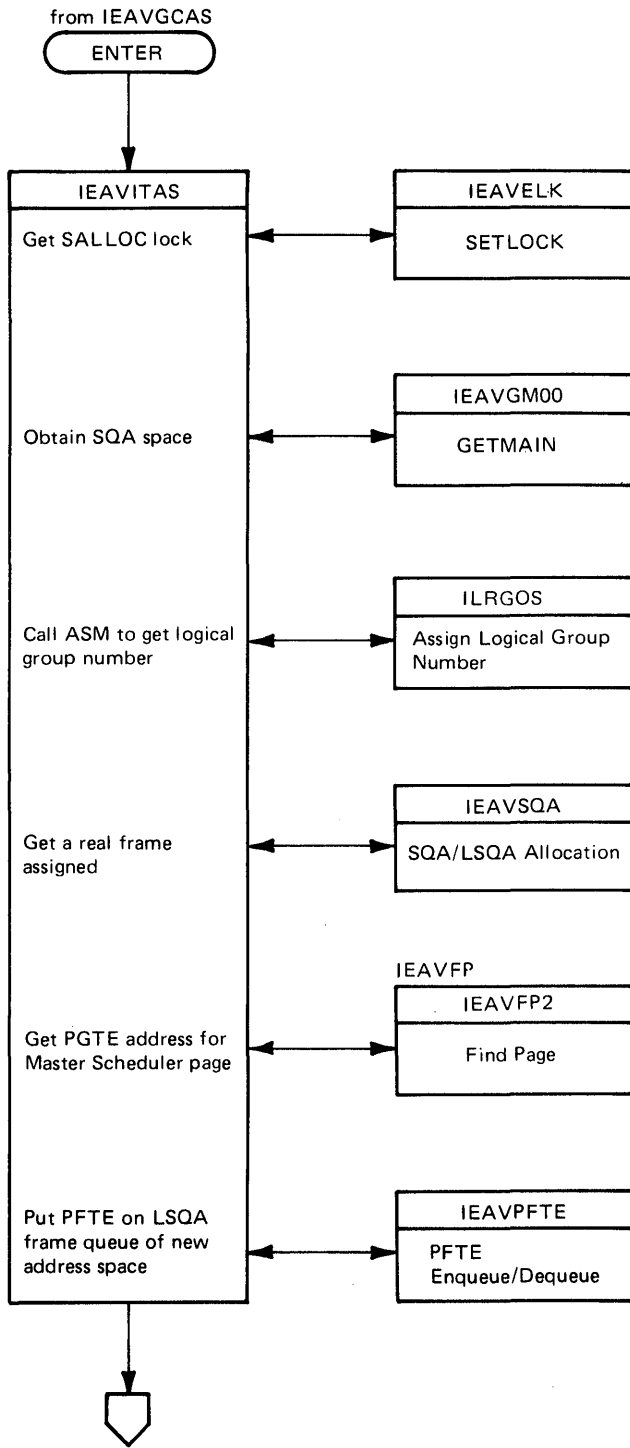 from IEAVGCAS
ENTER
IEAVITAS
Get SALLOC lock
IEAVELK
SETLOCK
Obtain SQA space
IEAVGM00
GETMAIN
Call ASM to get logical
group number
ILRGOS
Assign Logical Group
Number
Get a real frame
assigned
IEAVSQA
SQA/LSQA Allocation
Get PGTE address for
Master Scheduler page
IEAVFP
IEAVFP2
Find Page
Put PFTE on LSQA
frame queue of new
address space
IEAVPFTE
PFTE
Enqueue/Dequeue